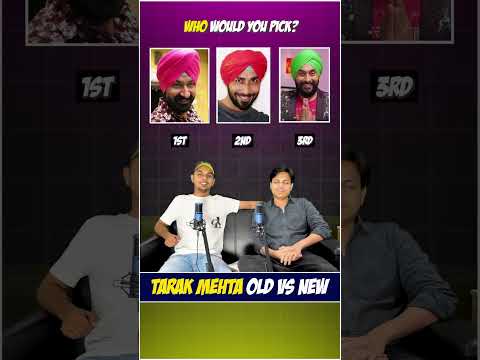 WHO WOULD YOU PICK?
1ST
3RD
1ST
2ND
3RD
TARAK MEHTA OLD VS NEW